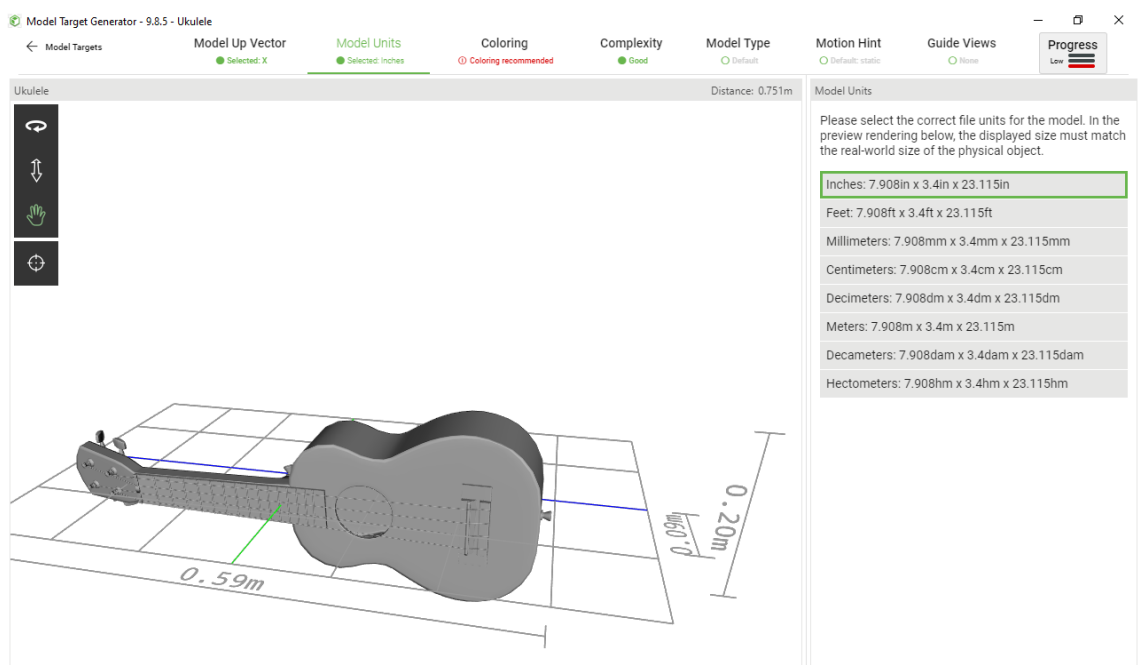 Model Target Generator - 9.8.5 - Ukulele
Model Targets
Model Up Vector
Selected: X
Model Units
Selected: Inches
Coloring
Coloring recommended
Complexity
Good
Model Type
Default
Motion Hint
Default: static
Guide Views
None
Progress
Low
Ukulele
Distance: 0.751m
0.59m
0.09m
0.20m
Model Units
Please select the correct file units for the model. In the
preview rendering below, the displayed size must match
the real-world size of the physical object.
Inches: 7.908in x 3.4in x 23.115in
Feet: 7.908ft x 3.4ft x 23.115ft
Millimeters: 7.908mm x 3.4mm x 23.115mm
Centimeters: 7.908cm x 3.4cm x 23.115cm
Decimeters: 7.908dm x 3.4dm x 23.115dm
Meters: 7.908m x 3.4m x 23.115m
Decameters: 7.908dam x 3.4dam x 23.115dam
Hectometers: 7.908hm x 3.4hm x 23.115hm